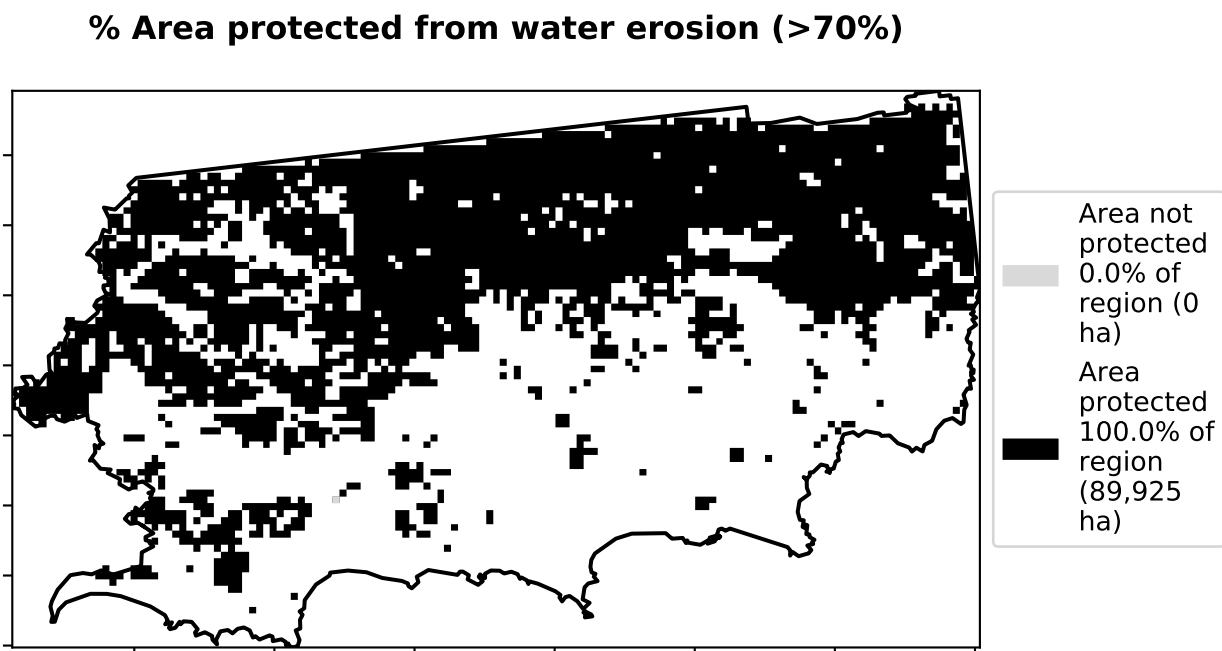 % Area protected from water erosion (>70%)
Area not
protected
0.0% of
region (0
ha)
Area
protected
100.0% of
region
(89,925
ha)